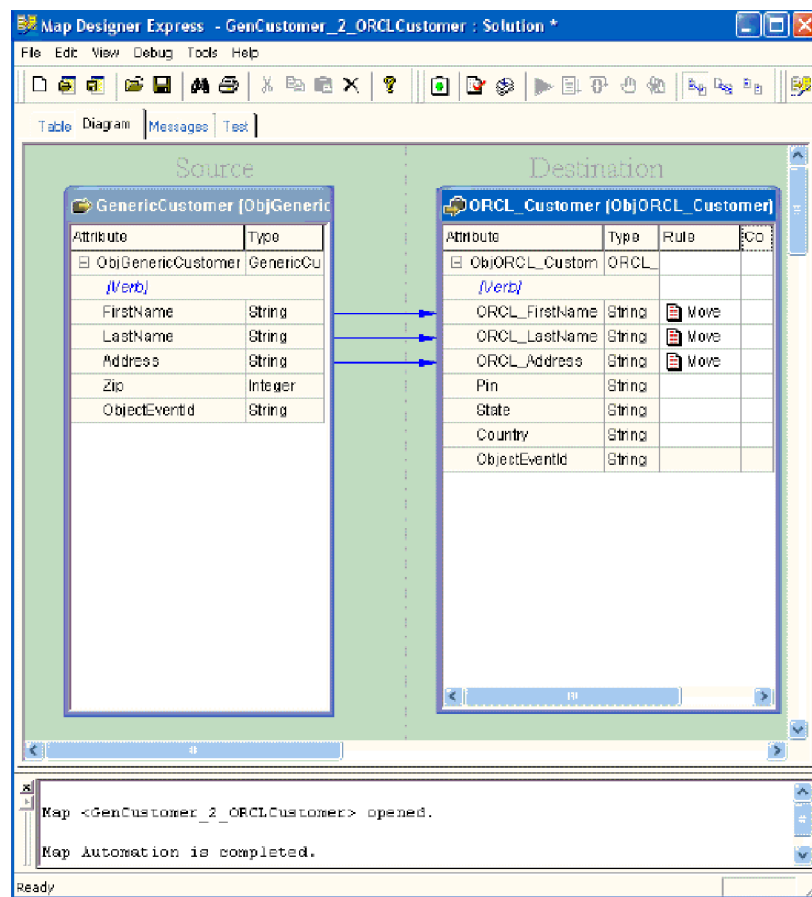 Map Designer Express - GenCustomer_2_ORCLCustomer : Solution *
File Edit View Debug Tools Help
Table Diagram Messages Test
Source Destination
GenericCustomer (ObjGeneric ORCL_Customer (ObjORCL_Customer)
Attribute Type Attribute Type Rule Co
ObjGenericCustomer GenericCu ObjORCL_Custom ORCL_
[Verb] [Verb]
FirstName String ORCL_FirstName String Move
LastName String ORCL_LastName String Move
Address String ORCL_Address String Move
Zip Integer Pin String
ObjectEventId String State String
Country String
ObjectEventId String
Map <GenCustomer_2_ORCLCustomer> opened.
Map Automation is completed.
Ready